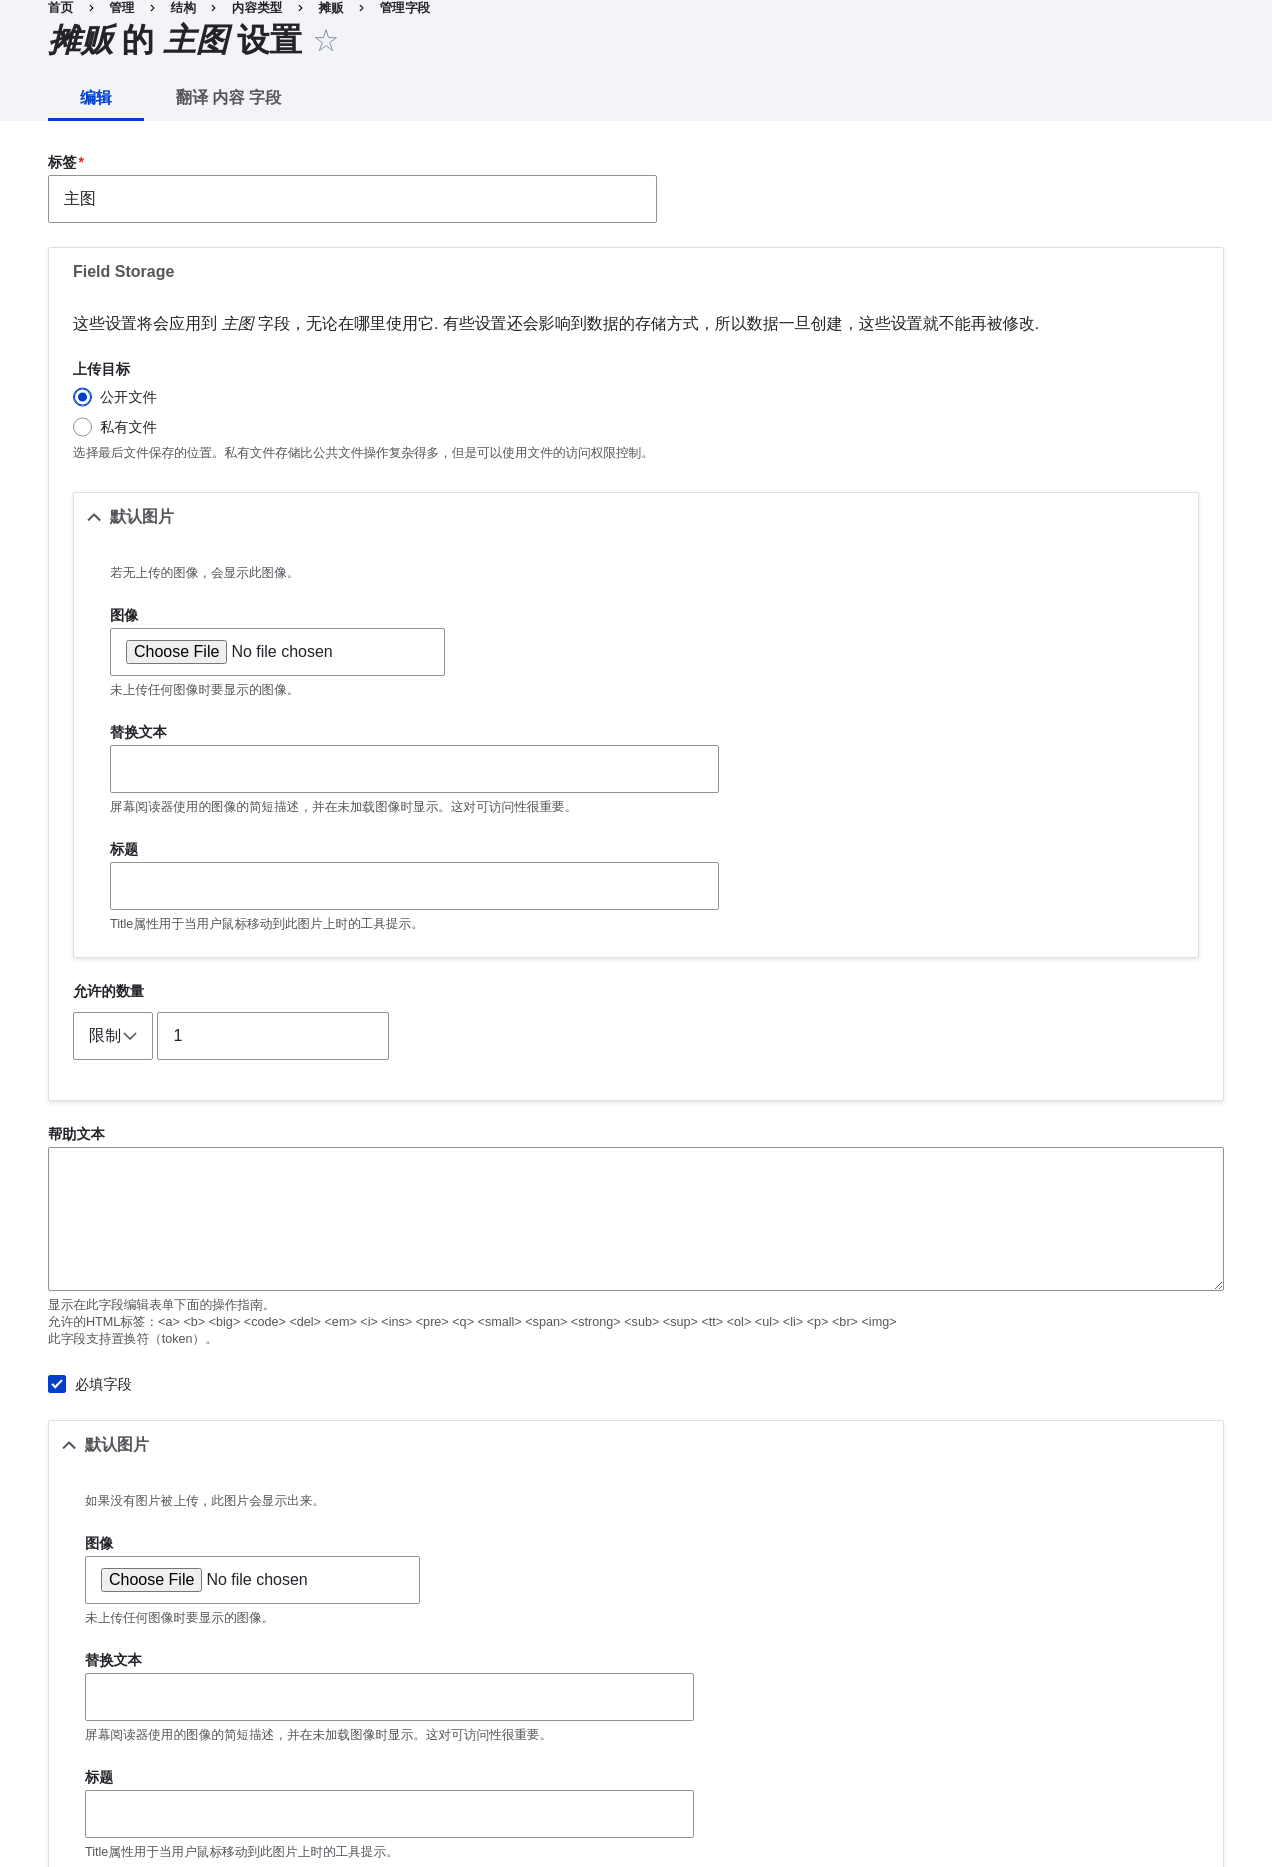 首页 › 管理 › 结构 › 内容类型 › 摊贩 › 管理字段
摊贩 的 主图 设置 ☆
编辑 翻译 内容 字段
标签*
主图
Field Storage
这些设置将会应用到 主图 字段，无论在哪里使用它. 有些设置还会影响到数据的存储方式，所以数据一旦创建，这些设置就不能再被修改.
上传目标
公开文件
私有文件
选择最后文件保存的位置。私有文件存储比公共文件操作复杂得多，但是可以使用文件的访问权限控制。
默认图片
若无上传的图像，会显示此图像。
图像
Choose File No file chosen
未上传任何图像时要显示的图像。
替换文本
屏幕阅读器使用的图像的简短描述，并在未加载图像时显示。这对可访问性很重要。
标题
Title属性用于当用户鼠标移动到此图片上时的工具提示。
允许的数量
限制 1
帮助文本
显示在此字段编辑表单下面的操作指南。
允许的HTML标签：<a> <b> <big> <code> <del> <em> <i> <ins> <pre> <q> <small> <span> <strong> <sub> <sup> <tt> <ol> <ul> <li> <p> <br> <img>
此字段支持置换符（token）。
必填字段
默认图片
如果没有图片被上传，此图片会显示出来。
图像
Choose File No file chosen
未上传任何图像时要显示的图像。
替换文本
屏幕阅读器使用的图像的简短描述，并在未加载图像时显示。这对可访问性很重要。
标题
Title属性用于当用户鼠标移动到此图片上时的工具提示。